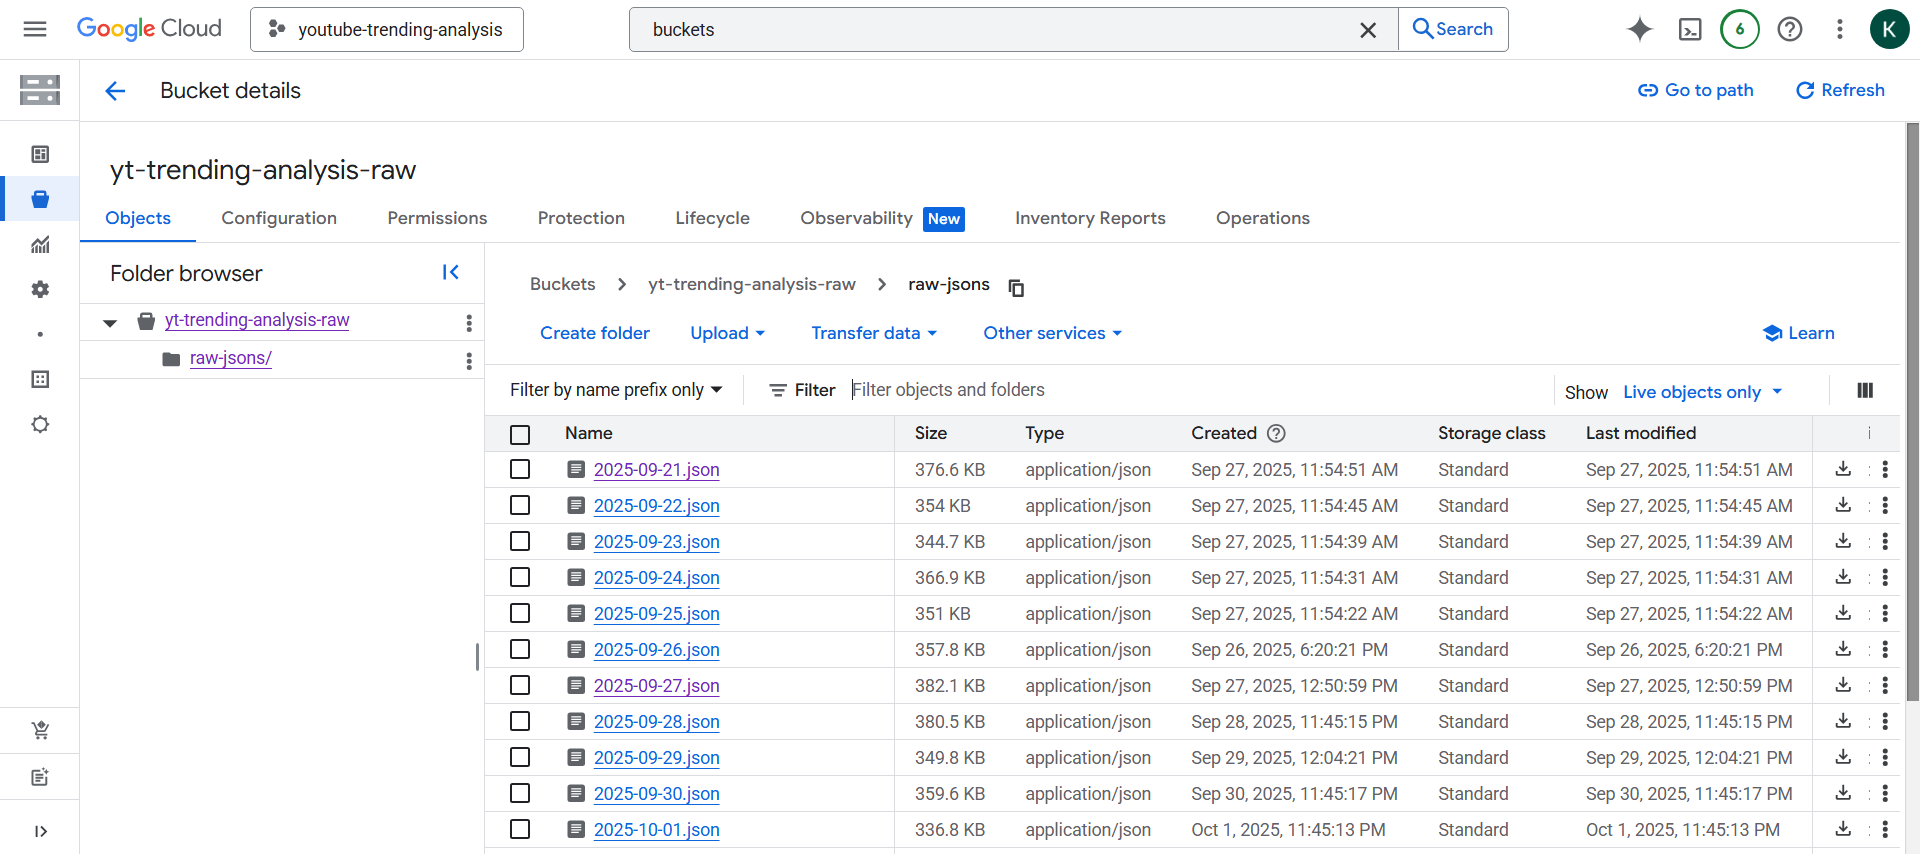 Google Cloud youtube-trending-analysis buckets Search 6 K
Bucket details Go to path Refresh
yt-trending-analysis-raw
Objects Configuration Permissions Protection Lifecycle Observability New Inventory Reports Operations
Folder browser
yt-trending-analysis-raw
raw-jsons/
Buckets yt-trending-analysis-raw raw-jsons
Create folder Upload Transfer data Other services Learn
Filter by name prefix only Filter Filter objects and folders Show Live objects only
Name Size Type Created Storage class Last modified
2025-09-21.json 376.6 KB application/json Sep 27, 2025, 11:54:51 AM Standard Sep 27, 2025, 11:54:51 AM
2025-09-22.json 354 KB application/json Sep 27, 2025, 11:54:45 AM Standard Sep 27, 2025, 11:54:45 AM
2025-09-23.json 344.7 KB application/json Sep 27, 2025, 11:54:39 AM Standard Sep 27, 2025, 11:54:39 AM
2025-09-24.json 366.9 KB application/json Sep 27, 2025, 11:54:31 AM Standard Sep 27, 2025, 11:54:31 AM
2025-09-25.json 351 KB application/json Sep 27, 2025, 11:54:22 AM Standard Sep 27, 2025, 11:54:22 AM
2025-09-26.json 357.8 KB application/json Sep 26, 2025, 6:20:21 PM Standard Sep 26, 2025, 6:20:21 PM
2025-09-27.json 382.1 KB application/json Sep 27, 2025, 12:50:59 PM Standard Sep 27, 2025, 12:50:59 PM
2025-09-28.json 380.5 KB application/json Sep 28, 2025, 11:45:15 PM Standard Sep 28, 2025, 11:45:15 PM
2025-09-29.json 349.8 KB application/json Sep 29, 2025, 12:04:21 PM Standard Sep 29, 2025, 12:04:21 PM
2025-09-30.json 359.6 KB application/json Sep 30, 2025, 11:45:17 PM Standard Sep 30, 2025, 11:45:17 PM
2025-10-01.json 336.8 KB application/json Oct 1, 2025, 11:45:13 PM Standard Oct 1, 2025, 11:45:13 PM